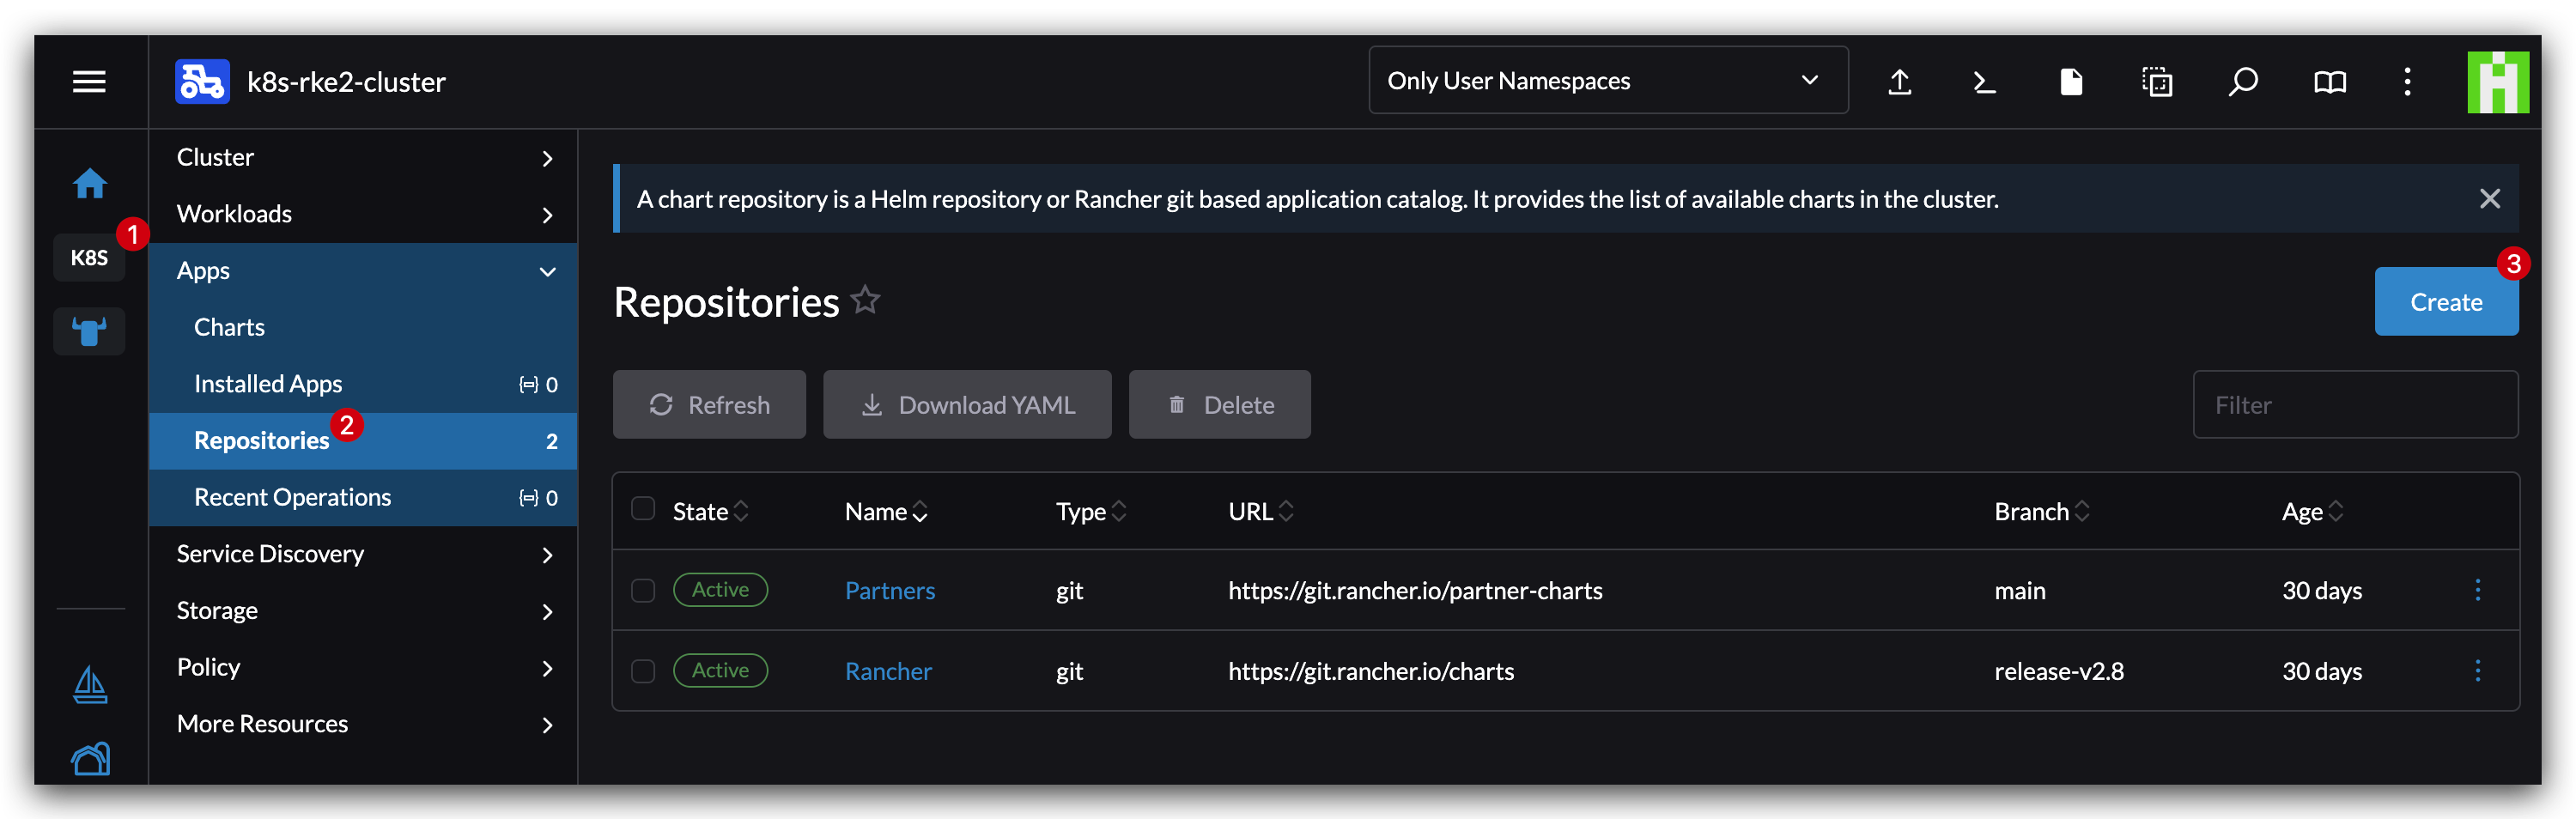 k8s-rke2-cluster
Only User Namespaces
1
K8S
Cluster
Workloads
Apps
Charts
Installed Apps 0
Repositories 2 2
Recent Operations 0
Service Discovery
Storage
Policy
More Resources
A chart repository is a Helm repository or Rancher git based application catalog. It provides the list of available charts in the cluster.
Repositories
3
Create
Refresh Download YAML Delete Filter
State Name Type URL Branch Age
Active Partners git https://git.rancher.io/partner-charts main 30 days
Active Rancher git https://git.rancher.io/charts release-v2.8 30 days